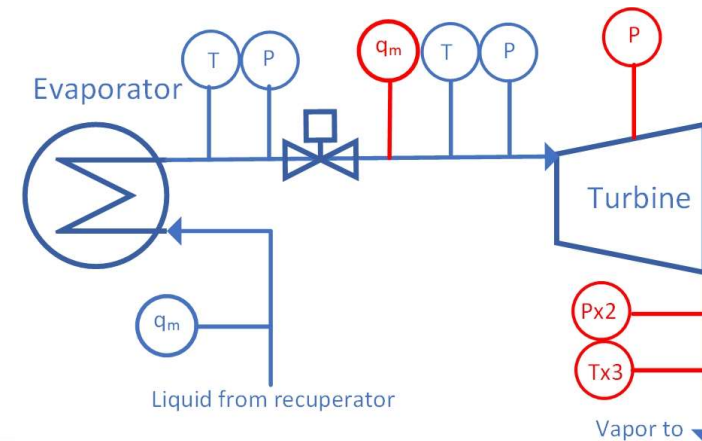 T P qm T P P
Evaporator
Turbine
Px2
qm
Tx3
Liquid from recuperator
Vapor to